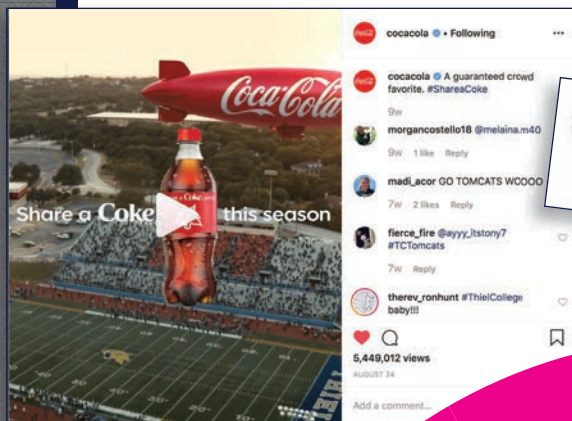 Coca-Cola
Share a Coke this season
THIEL
cocacola • Following
cocacola A guaranteed crowd
favorite. #ShareaCoke
9w
morgancostello18 @melaina.m40
9w 1 like Reply
madi_acor GO TOMCATS WOOOO
7w 2 likes Reply
fierce_fire @ayyy_itstony7
#TCTomcats
7w Reply
therev_ronhunt #ThielCollege
baby!!!
5,449,012 views
AUGUST 24
Add a comment...